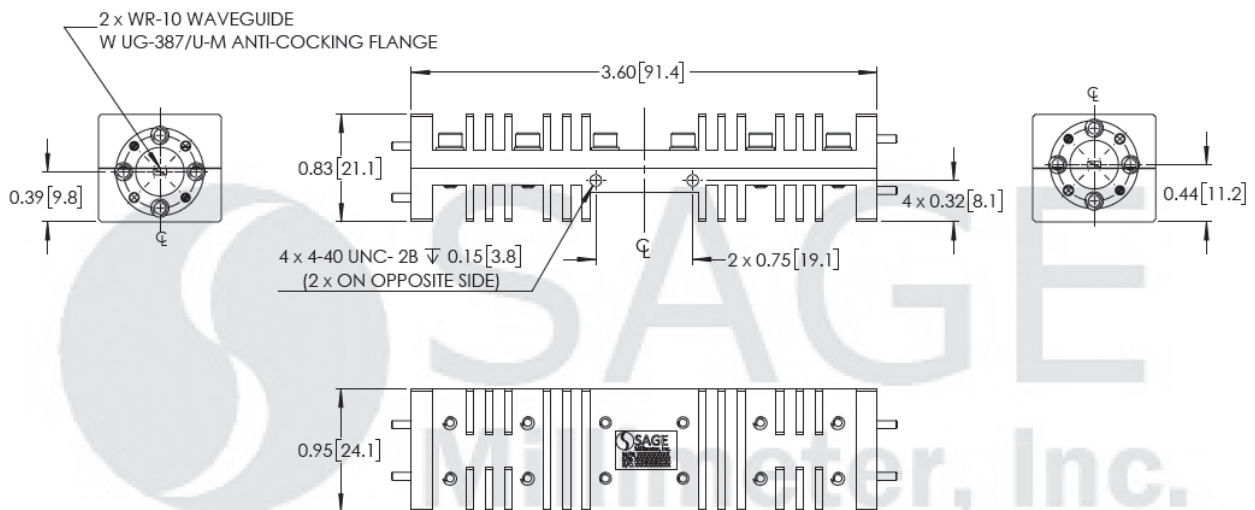 2 x WR-10 WAVEGUIDE
W UG-387/U-M ANTI-COCKING FLANGE
3.60[91.4]
℄
0.83[21.1]
0.39[9.8]
℄
4 x 0.32[8.1]
0.44[11.2]
4 x 4-40 UNC- 2B ↧ 0.15[3.8]
(2 x ON OPPOSITE SIDE)
℄
2 x 0.75[19.1]
SAGE
0.95[24.1]
SAGE
Millimeter, Inc.
Millimeter, Inc.